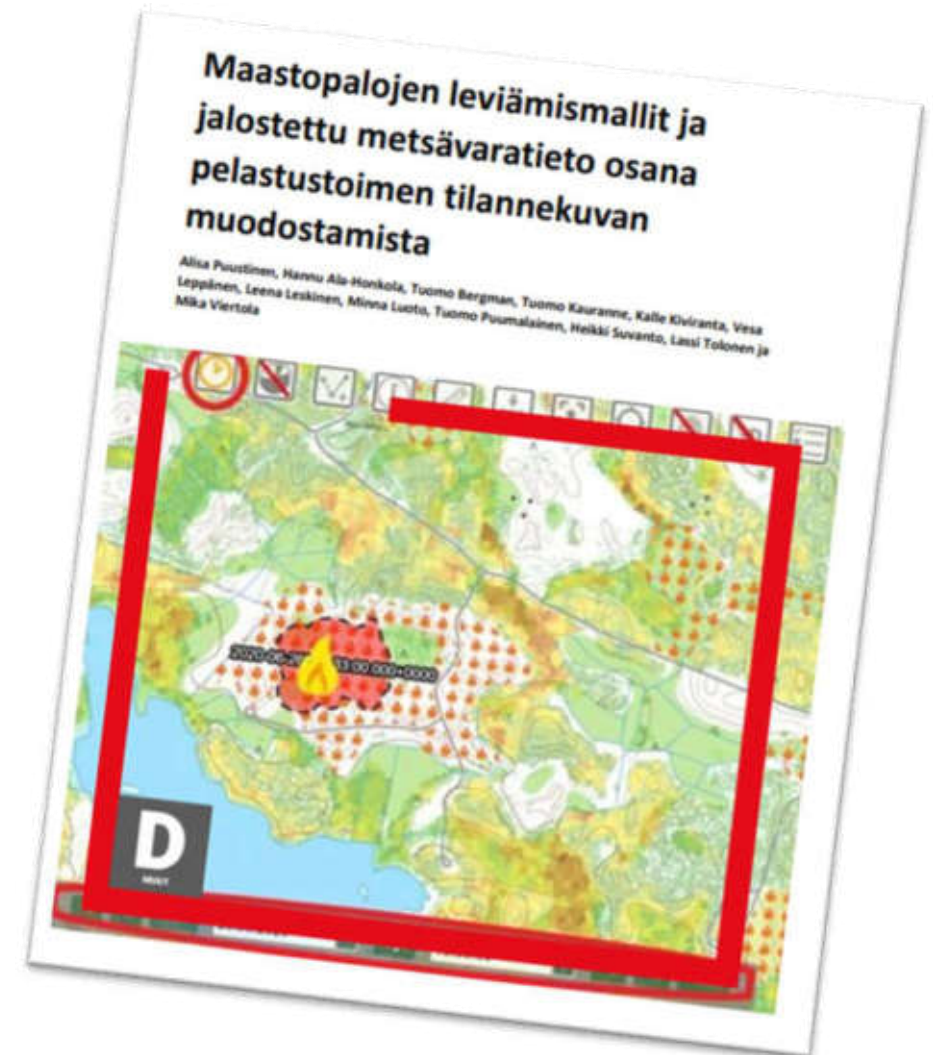 Maastopalojen leviämismallit ja
jalostettu metsävaratieto osana
pelastustoimen tilannekuvan
muodostamista
Alisa Puustinen, Hannu Ala-Honkola, Tuomo Bergman, Tuomo Kauranne, Kalle Kiviranta, Vesa
Leppänen, Leena Leskinen, Minna Luoto, Tuomo Puumalainen, Heikki Suvanto, Lassi Tolonen ja
Mika Viertola
D
MUUT